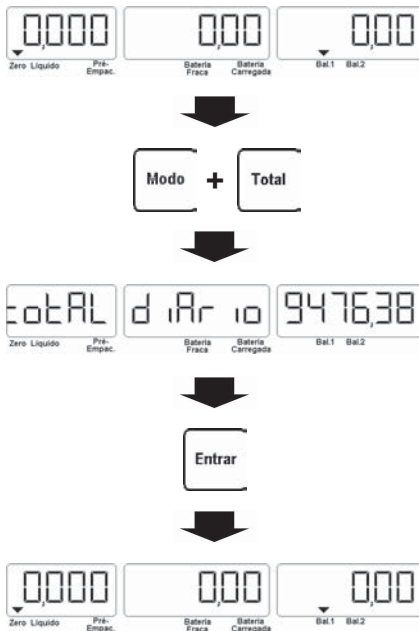 0,000 0,00 0,00
Zero Líquido Pré-Empac. Bateria Fraca Bateria Carregada Bal.1 Bal.2
Modo + Total
totAL diÁrio 9476,38
Zero Líquido Pré-Empac. Bateria Fraca Bateria Carregada Bal.1 Bal.2
Entrar
0,000 0,00 0,00
Zero Líquido Pré-Empac. Bateria Fraca Bateria Carregada Bal.1 Bal.2